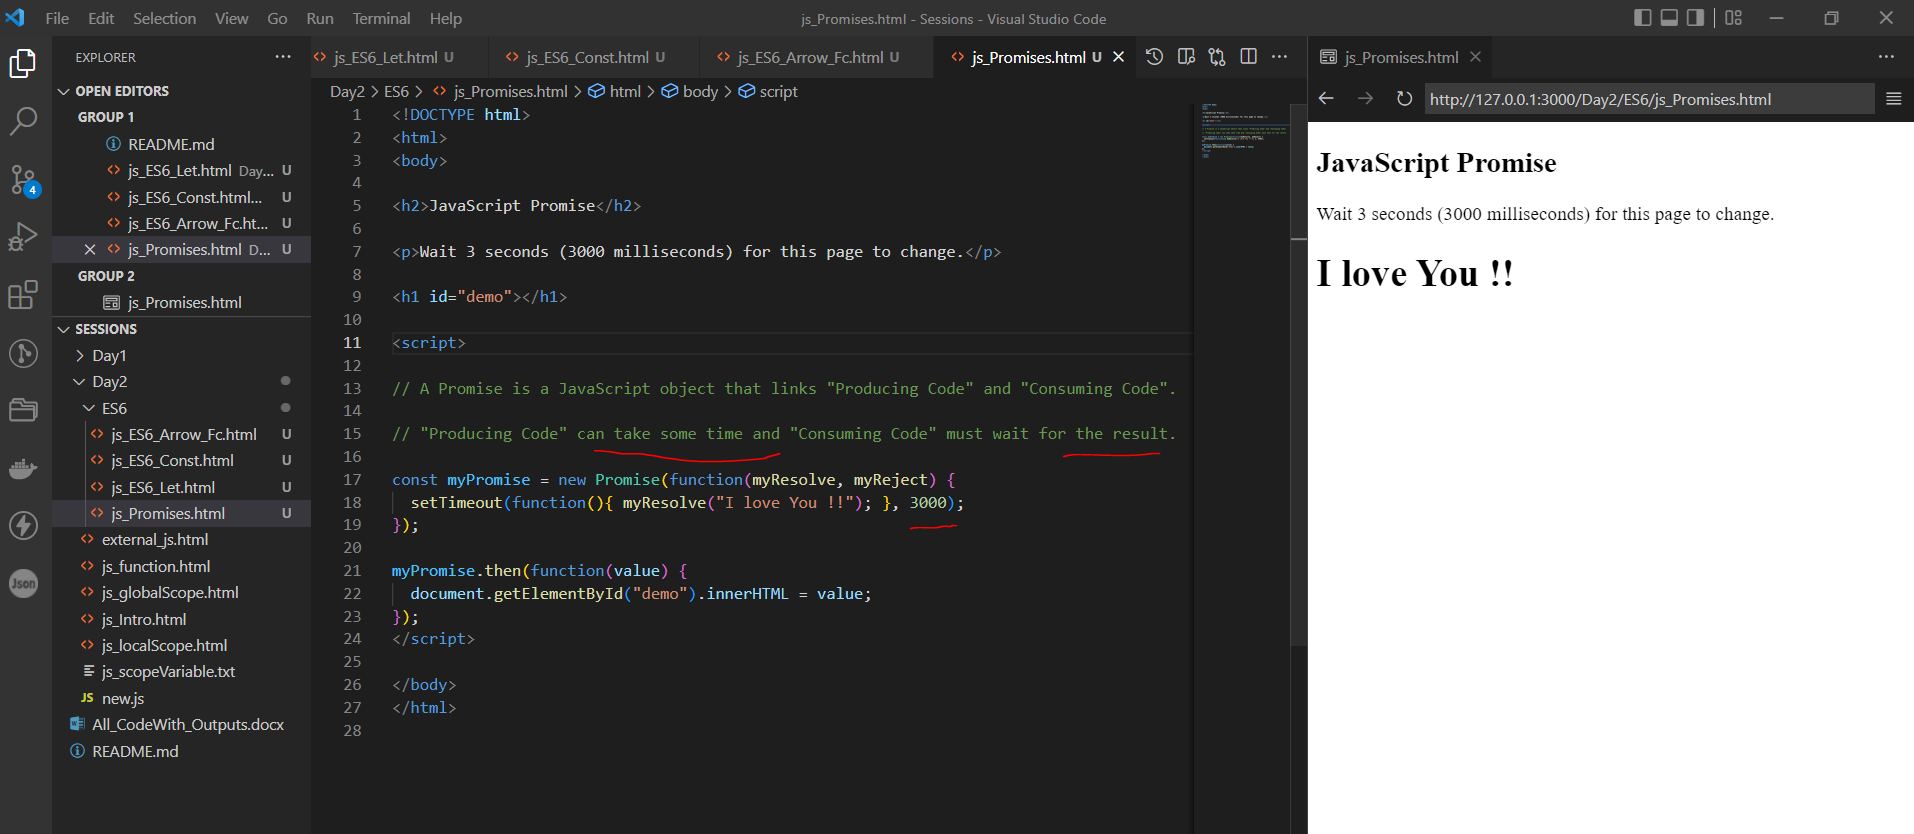 File Edit Selection View Go Run Terminal Help
js_Promises.html - Sessions - Visual Studio Code
EXPLORER
OPEN EDITORS
GROUP 1
README.md
js_ES6_Let.html Day... U
js_ES6_Const.html... U
js_ES6_Arrow_Fc.ht... U
js_Promises.html D... U
GROUP 2
js_Promises.html
SESSIONS
Day1
Day2
ES6
js_ES6_Arrow_Fc.html U
js_ES6_Const.html U
js_ES6_Let.html U
js_Promises.html U
external_js.html
js_function.html
js_globalScope.html
js_Intro.html
js_localScope.html
js_scopeVariable.txt
JS new.js
All_CodeWith_Outputs.docx
README.md
4
Json
js_ES6_Let.html U js_ES6_Const.html U js_ES6_Arrow_Fc.html U js_Promises.html U
Day2 > ES6 > js_Promises.html > html > body > script
1 <!DOCTYPE html>
2 <html>
3 <body>
4
5 <h2>JavaScript Promise</h2>
6
7 <p>Wait 3 seconds (3000 milliseconds) for this page to change.</p>
8
9 <h1 id="demo"></h1>
10
11 <script>
12
13 // A Promise is a JavaScript object that links "Producing Code" and "Consuming Code".
14
15 // "Producing Code" can take some time and "Consuming Code" must wait for the result.
16
17 const myPromise = new Promise(function(myResolve, myReject) {
18 setTimeout(function(){ myResolve("I love You !!"); }, 3000);
19 });
20
21 myPromise.then(function(value) {
22 document.getElementById("demo").innerHTML = value;
23 });
24 </script>
25
26 </body>
27 </html>
28
js_Promises.html
http://127.0.0.1:3000/Day2/ES6/js_Promises.html
JavaScript Promise
Wait 3 seconds (3000 milliseconds) for this page to change.
I love You !!